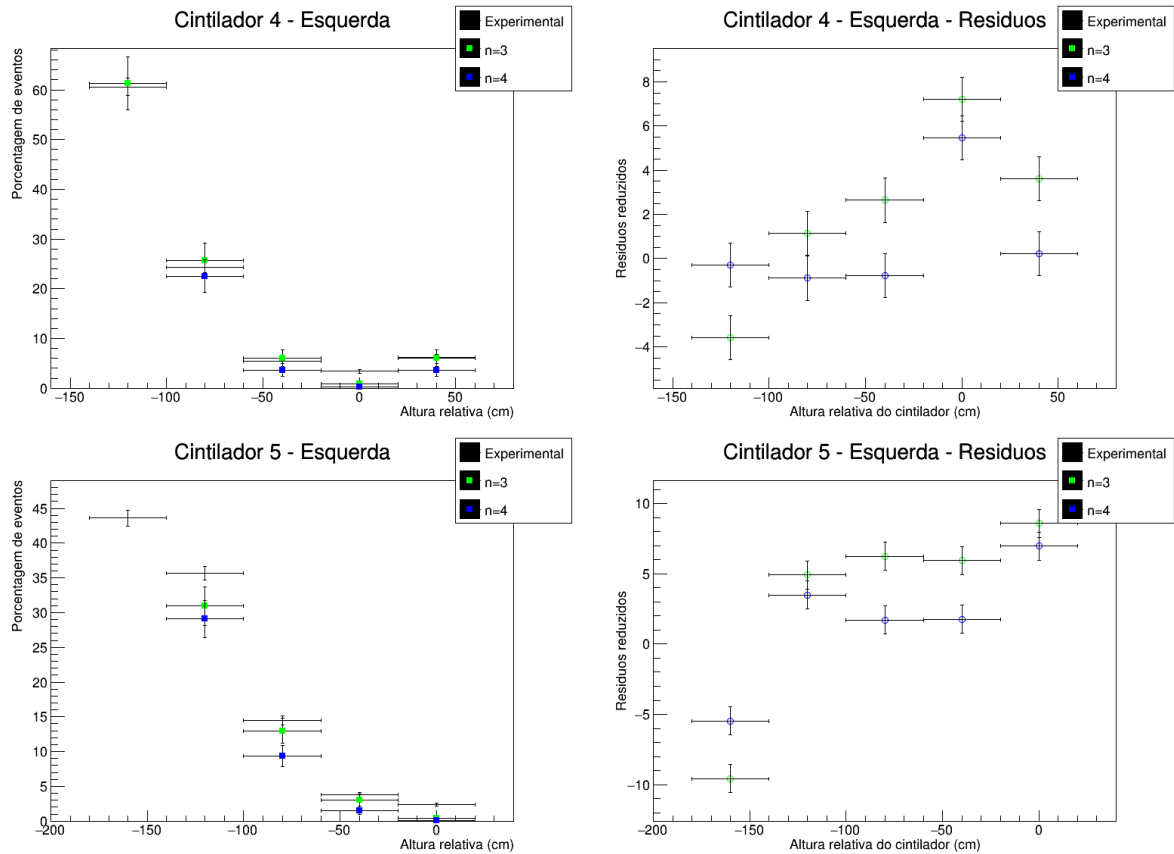 Cintilador 4 - Esquerda
Experimental
n=3
n=4
Porcentagem de eventos
60
50
40
30
20
10
0
−150 −100 −50 0 50
Altura relativa (cm)
Cintilador 4 - Esquerda - Residuos
Experimental
n=3
n=4
Residuos reduzidos
8
6
4
2
0
−2
−4
−150 −100 −50 0 50
Altura relativa do cintilador (cm)
Cintilador 5 - Esquerda
Experimental
n=3
n=4
Porcentagem de eventos
45
40
35
30
25
20
15
10
5
0
−200 −150 −100 −50 0
Altura relativa (cm)
Cintilador 5 - Esquerda - Residuos
Experimental
n=3
n=4
Residuos reduzidos
10
5
0
−5
−10
−200 −150 −100 −50 0
Altura relativa do cintilador (cm)